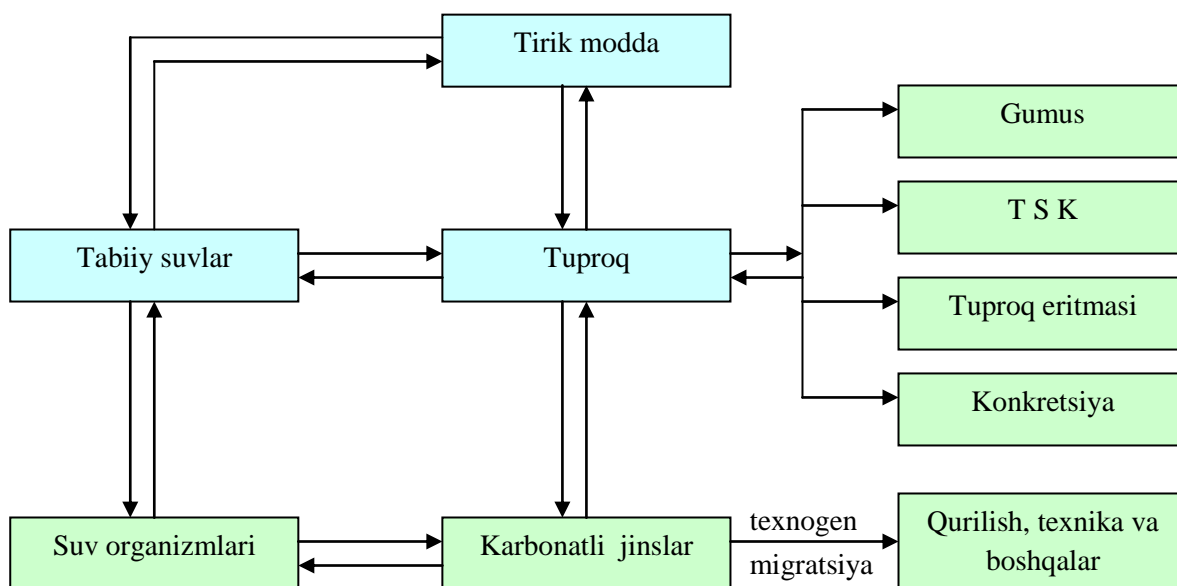 Tirik modda
Gumus
T S K
Tabiiy suvlar
Tuproq
Tuproq eritmasi
Konkretsiya
Suv organizmlari
Karbonatli jinslar
texnogen
migratsiya
Qurilish, texnika va
boshqalar